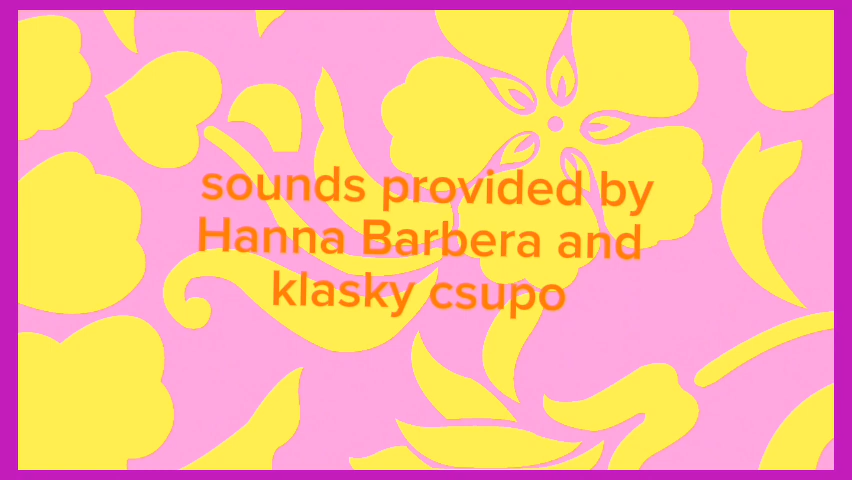 sounds provided by
Hanna Barbera and
klasky csupo